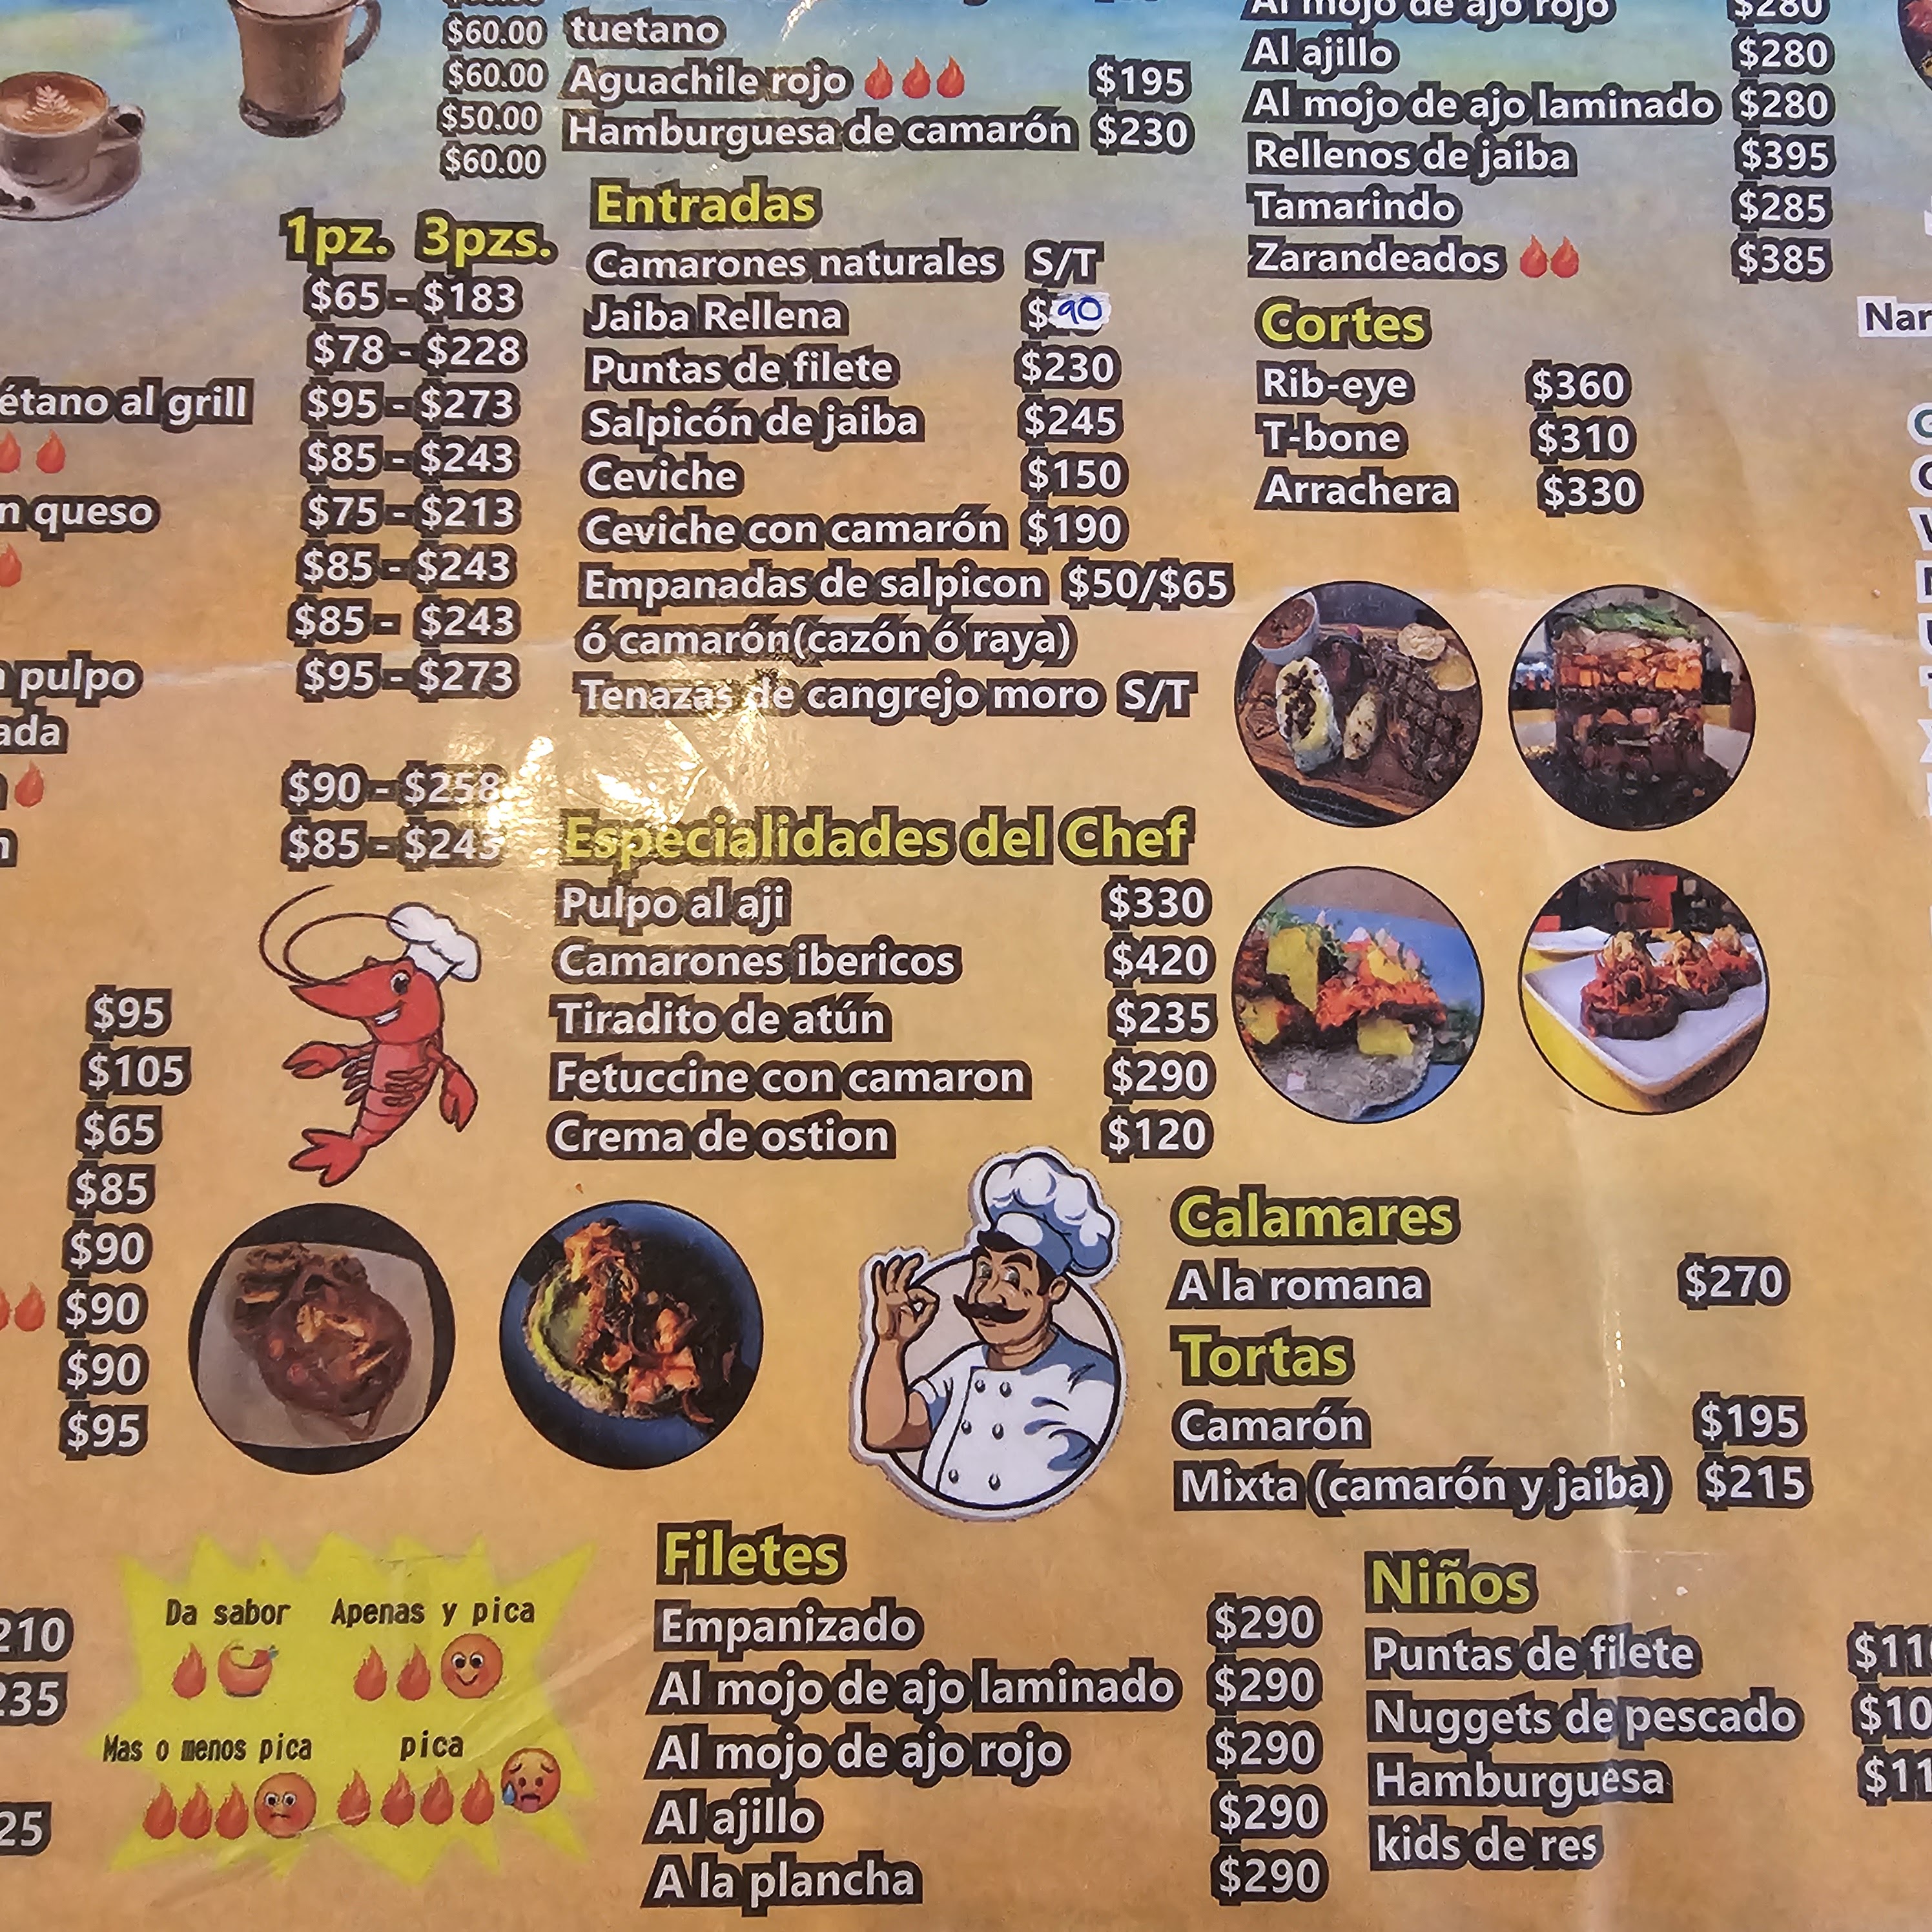 $60.00
$60.00
$50.00
$60.00
1pz. 3pzs.
$65 - $183
$78 - $228
étano al grill $95 - $273
$85 - $243
n queso $75 - $213
$85 - $243
$85 - $243
pulpo $95 - $273
ada
$90 - $258
$85 - $243
$95
$105
$65
$85
$90
$90
$90
$95
210
235
25
Da sabor Apenas y pica
Mas o menos pica pica
tuetano
Aguachile rojo $195
Hamburguesa de camarón $230
Entradas
Camarones naturales S/T
Jaiba Rellena $90
Puntas de filete $230
Salpicón de jaiba $245
Ceviche $150
Ceviche con camarón $190
Empanadas de salpicon $50/$65
ó camarón(cazón ó raya)
Tenazas de cangrejo moro S/T
Especialidades del Chef
Pulpo al aji $330
Camarones ibericos $420
Tiradito de atún $235
Fetuccine con camaron $290
Crema de ostion $120
Filetes
Empanizado $290
Al mojo de ajo laminado $290
Al mojo de ajo rojo $290
Al ajillo $290
A la plancha $290
Al mojo de ajo rojo $280
Al ajillo $280
Al mojo de ajo laminado $280
Rellenos de jaiba $395
Tamarindo $285
Zarandeados $385
Cortes
Rib-eye $360
T-bone $310
Arrachera $330
Calamares
A la romana $270
Tortas
Camarón $195
Mixta (camarón y jaiba) $215
Niños
Puntas de filete $11
Nuggets de pescado $10
Hamburguesa $11
kids de res
Nar